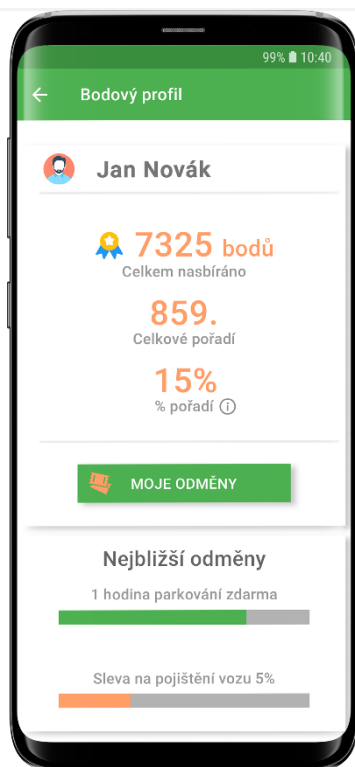 99% 10:40
Bodový profil
Jan Novák
7325 bodů
Celkem nasbíráno
859.
Celkové pořadí
15%
% pořadí
MOJE ODMĚNY
Nejbližší odměny
1 hodina parkování zdarma
Sleva na pojištění vozu 5%